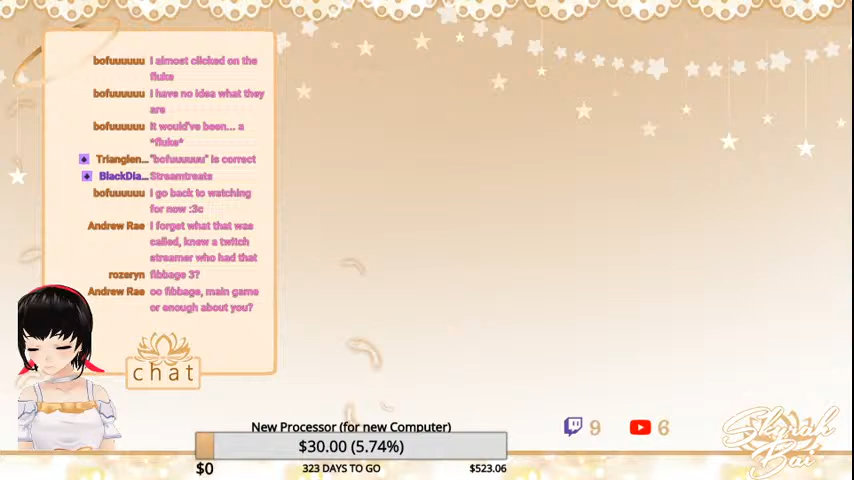 bofuuuuuu I almost clicked on the
fluke
bofuuuuuu I have no idea what they
are
bofuuuuuu It would've been... a
*fluke*
Trianglen... "bofuuuuuu" is correct
BlackDia... Streamtreats
bofuuuuuu I go back to watching
for now :3c
Andrew Rae I forget what that was
called, knew a twitch
streamer who had that
rozeryn fibbage 3?
Andrew Rae oo fibbage, main game
or enough about you?
chat
New Processor (for new Computer)
$30.00 (5.74%)
$0 323 DAYS TO GO $523.06
9 6
Skyrah
Bai